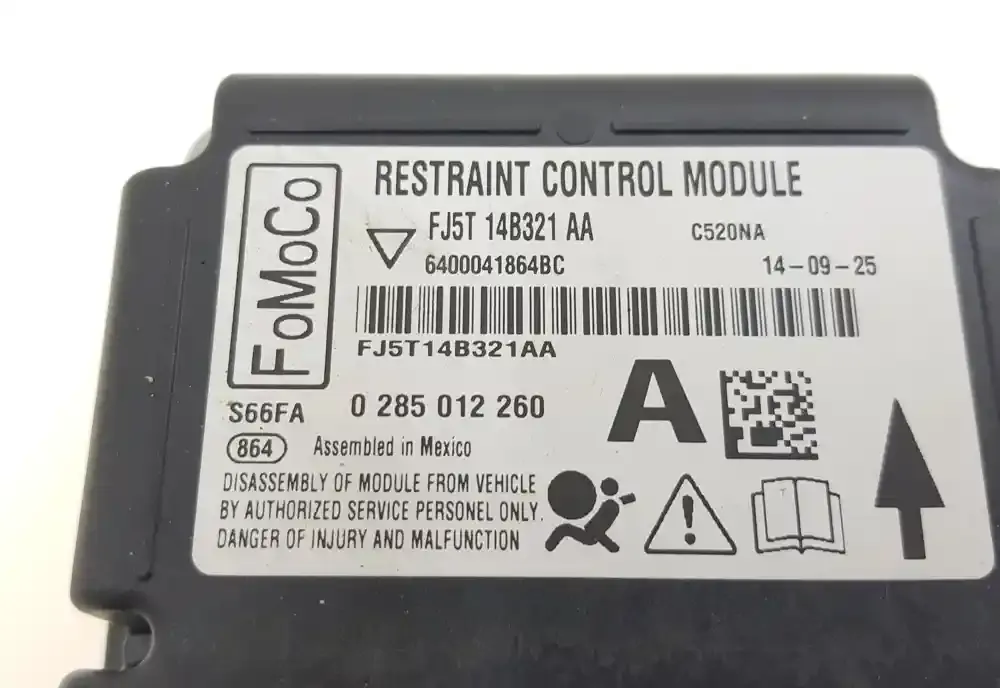 FoMoCo
RESTRAINT CONTROL MODULE
FJ5T 14B321 AA
C520NA
6400041864BC
14-09-25
FJ5T14B321AA
S66FA
0 285 012 260
A
864
Assembled in Mexico
DISASSEMBLY OF MODULE FROM VEHICLE
BY AUTHORIZED SERVICE PERSONEL ONLY.
DANGER OF INJURY AND MALFUNCTION